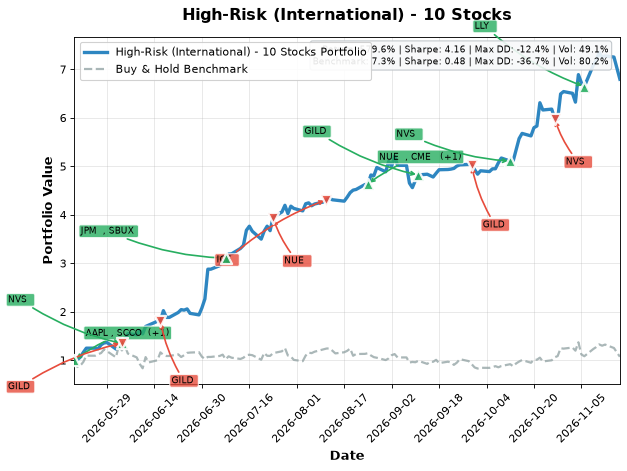 High-Risk (International) - 10 Stocks
LLY
High-Risk (International) - 10 Stocks Portfolio
9.6% | Sharpe: 4.16 | Max DD: -12.4% | Vol: 49.1%
Buy & Hold Benchmark
7.3% | Sharpe: 0.48 | Max DD: -36.7% | Vol: 80.2%
7
6
5
4
3
2
1
Portfolio Value
GILD
NVS
NUE , CME (+1)
NVS
GILD
JPM , SBUX
NUE
NVS
AAPL , SCCO (+2)
GILD
GILD
2026-05-29
2026-06-14
2026-06-30
2026-07-16
2026-08-01
2026-08-17
2026-09-02
2026-09-18
2026-10-04
2026-10-20
2026-11-05
Date